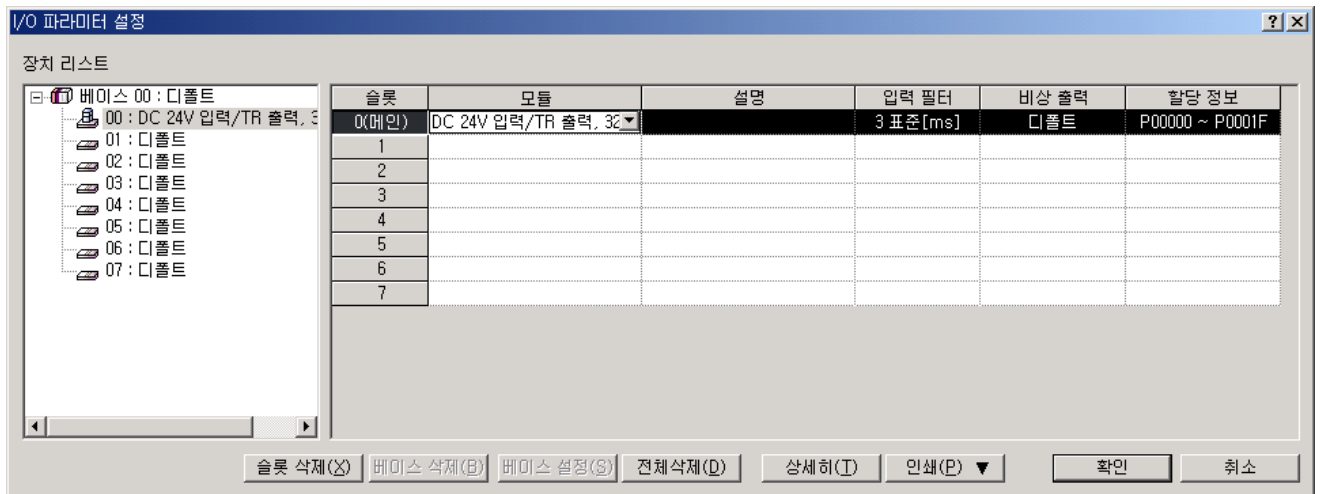 I/O 파라미터 설정
장치 리스트
베이스 00 : 디폴트
00 : DC 24V 입력/TR 출력, 3
01 : 디폴트
02 : 디폴트
03 : 디폴트
04 : 디폴트
05 : 디폴트
06 : 디폴트
07 : 디폴트
슬롯 모듈 설명 입력 필터 비상 출력 할당 정보
0(메인) DC 24V 입력/TR 출력, 32 3 표준[ms] 디폴트 P00000 ~ P0001F
1
2
3
4
5
6
7
슬롯 삭제(X) 베이스 삭제(B) 베이스 설정(S) 전체삭제(D) 상세히(T) 인쇄(P) ▼ 확인 취소